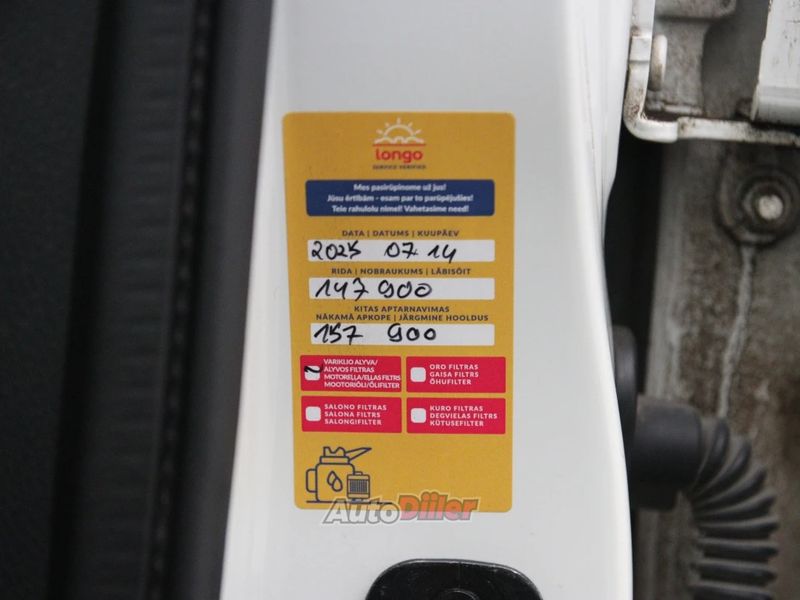 longo
SERVICE VERIFIED
Mes pasirūpinome už jus!
Jūsu ērtībām - esam par to parūpējušies!
Teie rahulolu nimel! Vahetasime need!
DATA | DATUMS | KUUPÄEV
2025 07 14
RIDA | NOBRAUKUMS | LÄBISÕIT
147 900
KITAS APTARNAVIMAS
NĀKAMĀ APKOPE | JÄRGMINE HOOLDUS
157 900
VARIKLIO ALYVA/
ALYVOS FILTRAS
MOTOREĻĻA/EĻĻAS FILTRS
MOOTORIÕLI/ÕLIFILTER
ORO FILTRAS
GAISA FILTRS
ÕHUFILTER
SALONO FILTRAS
SALONA FILTRS
SALONGIFILTER
KURO FILTRAS
DEGVIELAS FILTRS
KÜTUSEFILTER
AutoDiiler